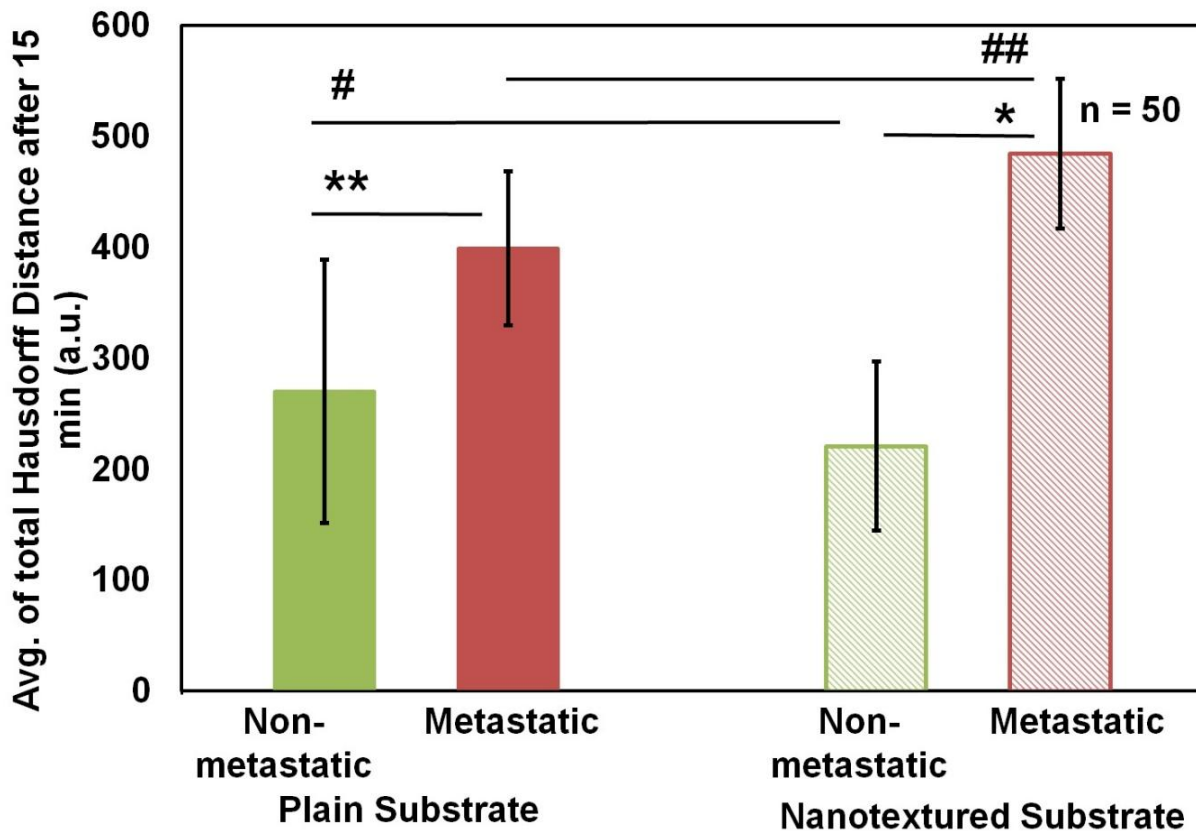 Avg. of total Hausdorff Distance after 15
min (a.u.)
600
500
400
300
200
100
0
#
##
**
*
n = 50
Non-
metastatic
Metastatic
Non-
metastatic
Metastatic
Plain Substrate
Nanotextured Substrate